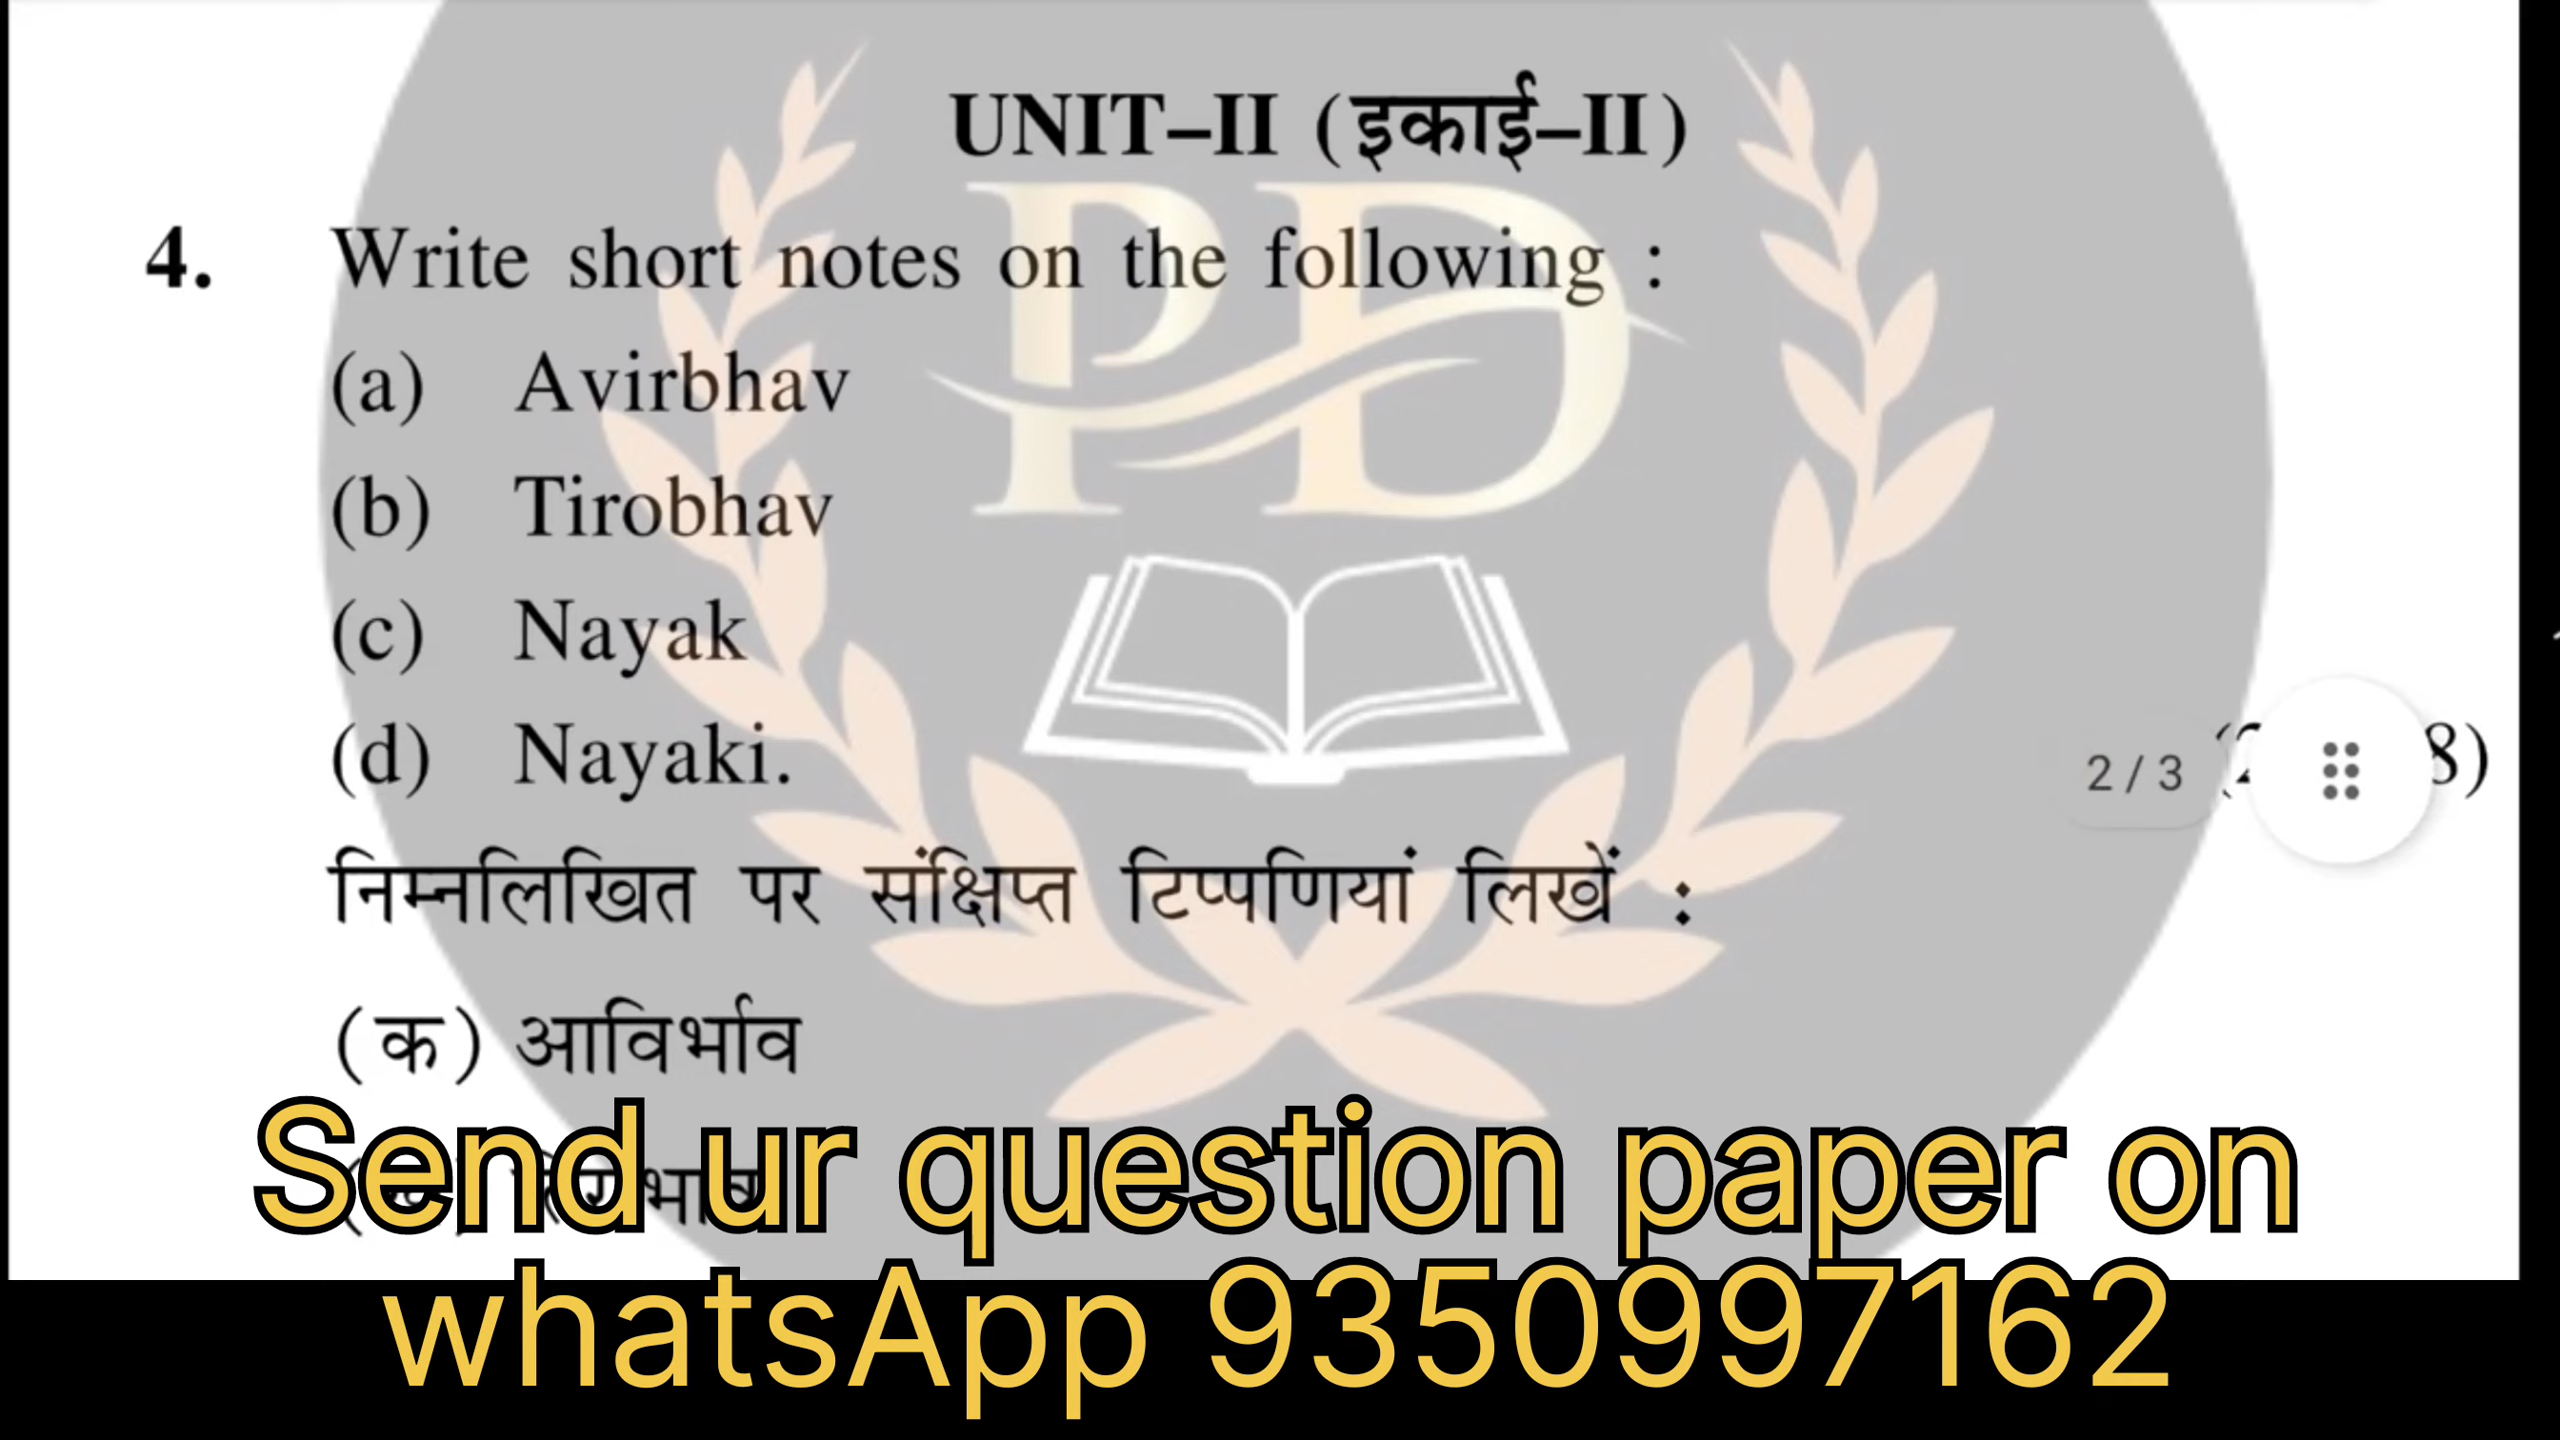 UNIT–II (इकाई–II)
4. Write short notes on the following :
(a) Avirbhav
(b) Tirobhav
(c) Nayak
(d) Nayaki.
2 / 3
8)
निम्नलिखित पर संक्षिप्त टिप्पणियां लिखें :
(क) आविर्भाव
Send ur question paper on
whatsApp 9350997162
PD